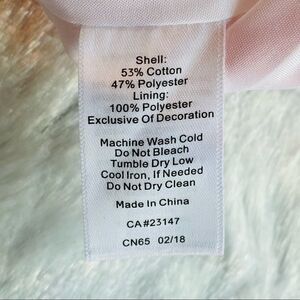 Shell:
53% Cotton
47% Polyester
Lining:
100% Polyester
Exclusive Of Decoration
Machine Wash Cold
Do Not Bleach
Tumble Dry Low
Cool Iron, If Needed
Do Not Dry Clean
Made In China
CA#23147
CN65 02/18